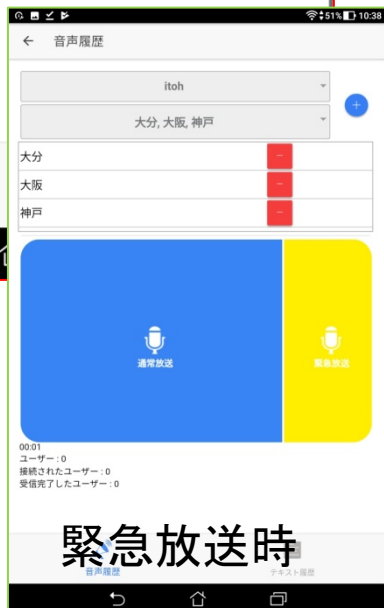 51% 10:38
音声履歴
itoh
大分, 大阪, 神戸
大分
大阪
神戸
通常放送
緊急放送
00:01
ユーザー : 0
接続されたユーザー : 0
受信完了したユーザー : 0
緊急放送時
音声履歴
テキスト履歴